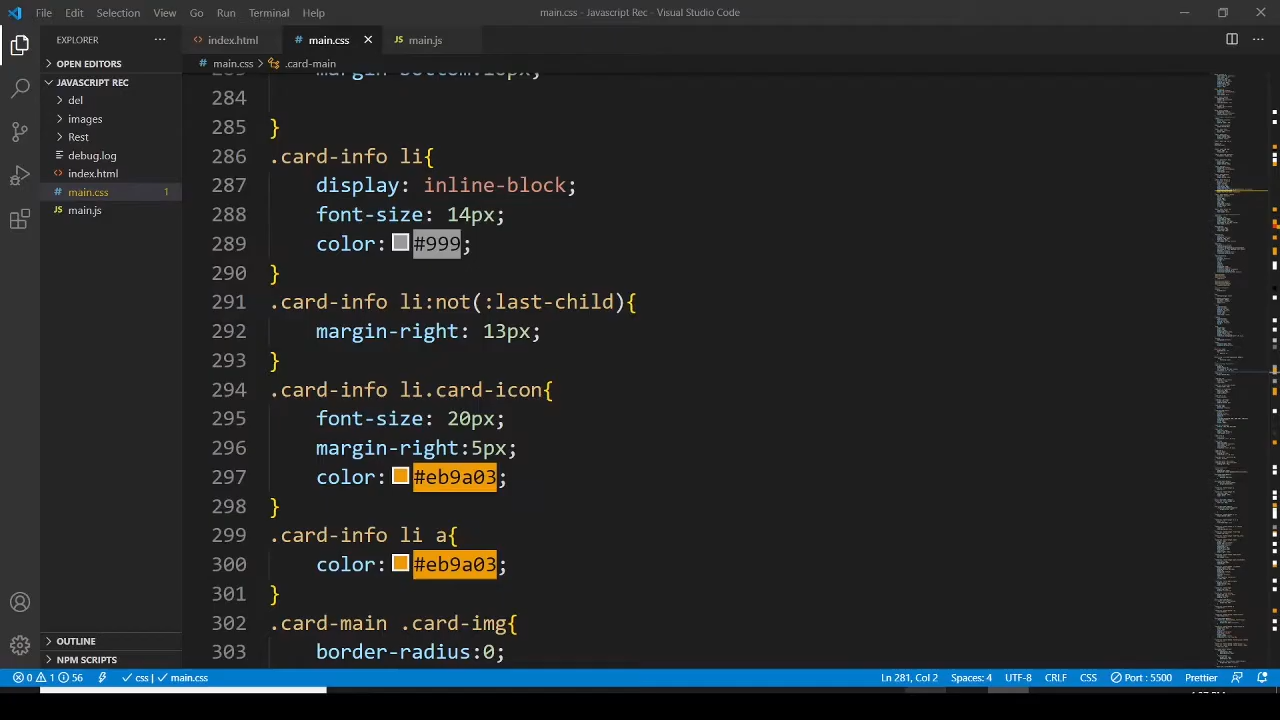 File Edit Selection View Go Run Terminal Help main.css - Javascript Rec - Visual Studio Code
EXPLORER
index.html main.css main.js
OPEN EDITORS
main.css > .card-main
JAVASCRIPT REC
del
images
Rest
debug.log
index.html
main.css 1
main.js
284
285 }
286 .card-info li{
287 display: inline-block;
288 font-size: 14px;
289 color: #999;
290 }
291 .card-info li:not(:last-child){
292 margin-right: 13px;
293 }
294 .card-info li.card-icon{
295 font-size: 20px;
296 margin-right:5px;
297 color: #eb9a03;
298 }
299 .card-info li a{
300 color: #eb9a03;
301 }
302 .card-main .card-img{
303 border-radius:0;
OUTLINE
NPM SCRIPTS
0 1 56 css | main.css Ln 281, Col 2 Spaces: 4 UTF-8 CRLF CSS Port : 5500 Prettier